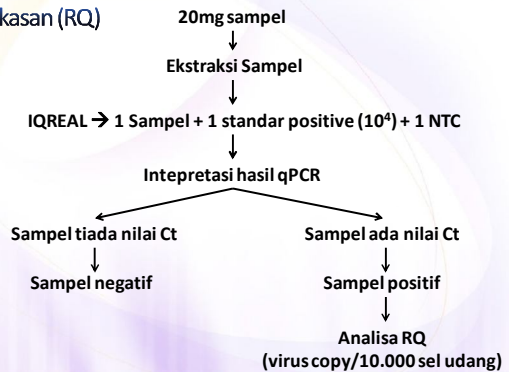 kasan (RQ)
20mg sampel
Ekstraksi Sampel
IQREAL → 1 Sampel + 1 standar positive (10⁴) + 1 NTC
Intepretasi hasil qPCR
Sampel tiada nilai Ct
Sampel ada nilai Ct
Sampel negatif
Sampel positif
Analisa RQ
(virus copy/10.000 sel udang)